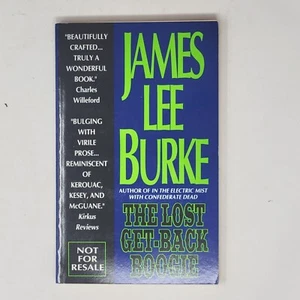 "BEAUTIFULLY
CRAFTED...
TRULY A
WONDERFUL
BOOK."
Charles
Willeford
"BULGING
WITH
VIRILE
PROSE...
REMINISCENT
OF
KEROUAC,
KESEY, AND
McGUANE."
Kirkus
Reviews
NOT
FOR
RESALE
JAMES
LEE
BURKE
AUTHOR OF IN THE ELECTRIC MIST
WITH CONFEDERATE DEAD
THE LOST
GET-BACK
BOOGIE